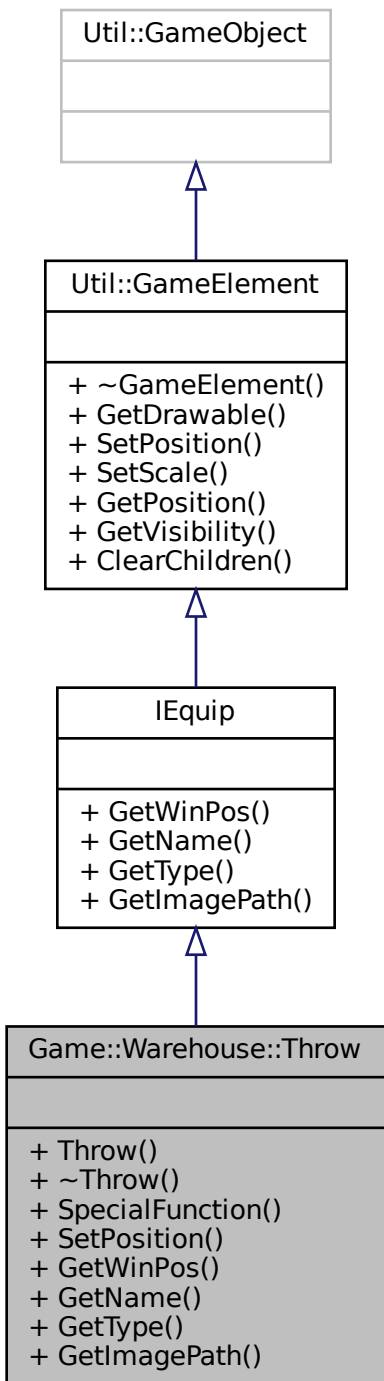 Util::GameObject
Util::GameElement
+ ~GameElement()
+ GetDrawable()
+ SetPosition()
+ SetScale()
+ GetPosition()
+ GetVisibility()
+ ClearChildren()
IEquip
+ GetWinPos()
+ GetName()
+ GetType()
+ GetImagePath()
Game::Warehouse::Throw
+ Throw()
+ ~Throw()
+ SpecialFunction()
+ SetPosition()
+ GetWinPos()
+ GetName()
+ GetType()
+ GetImagePath()